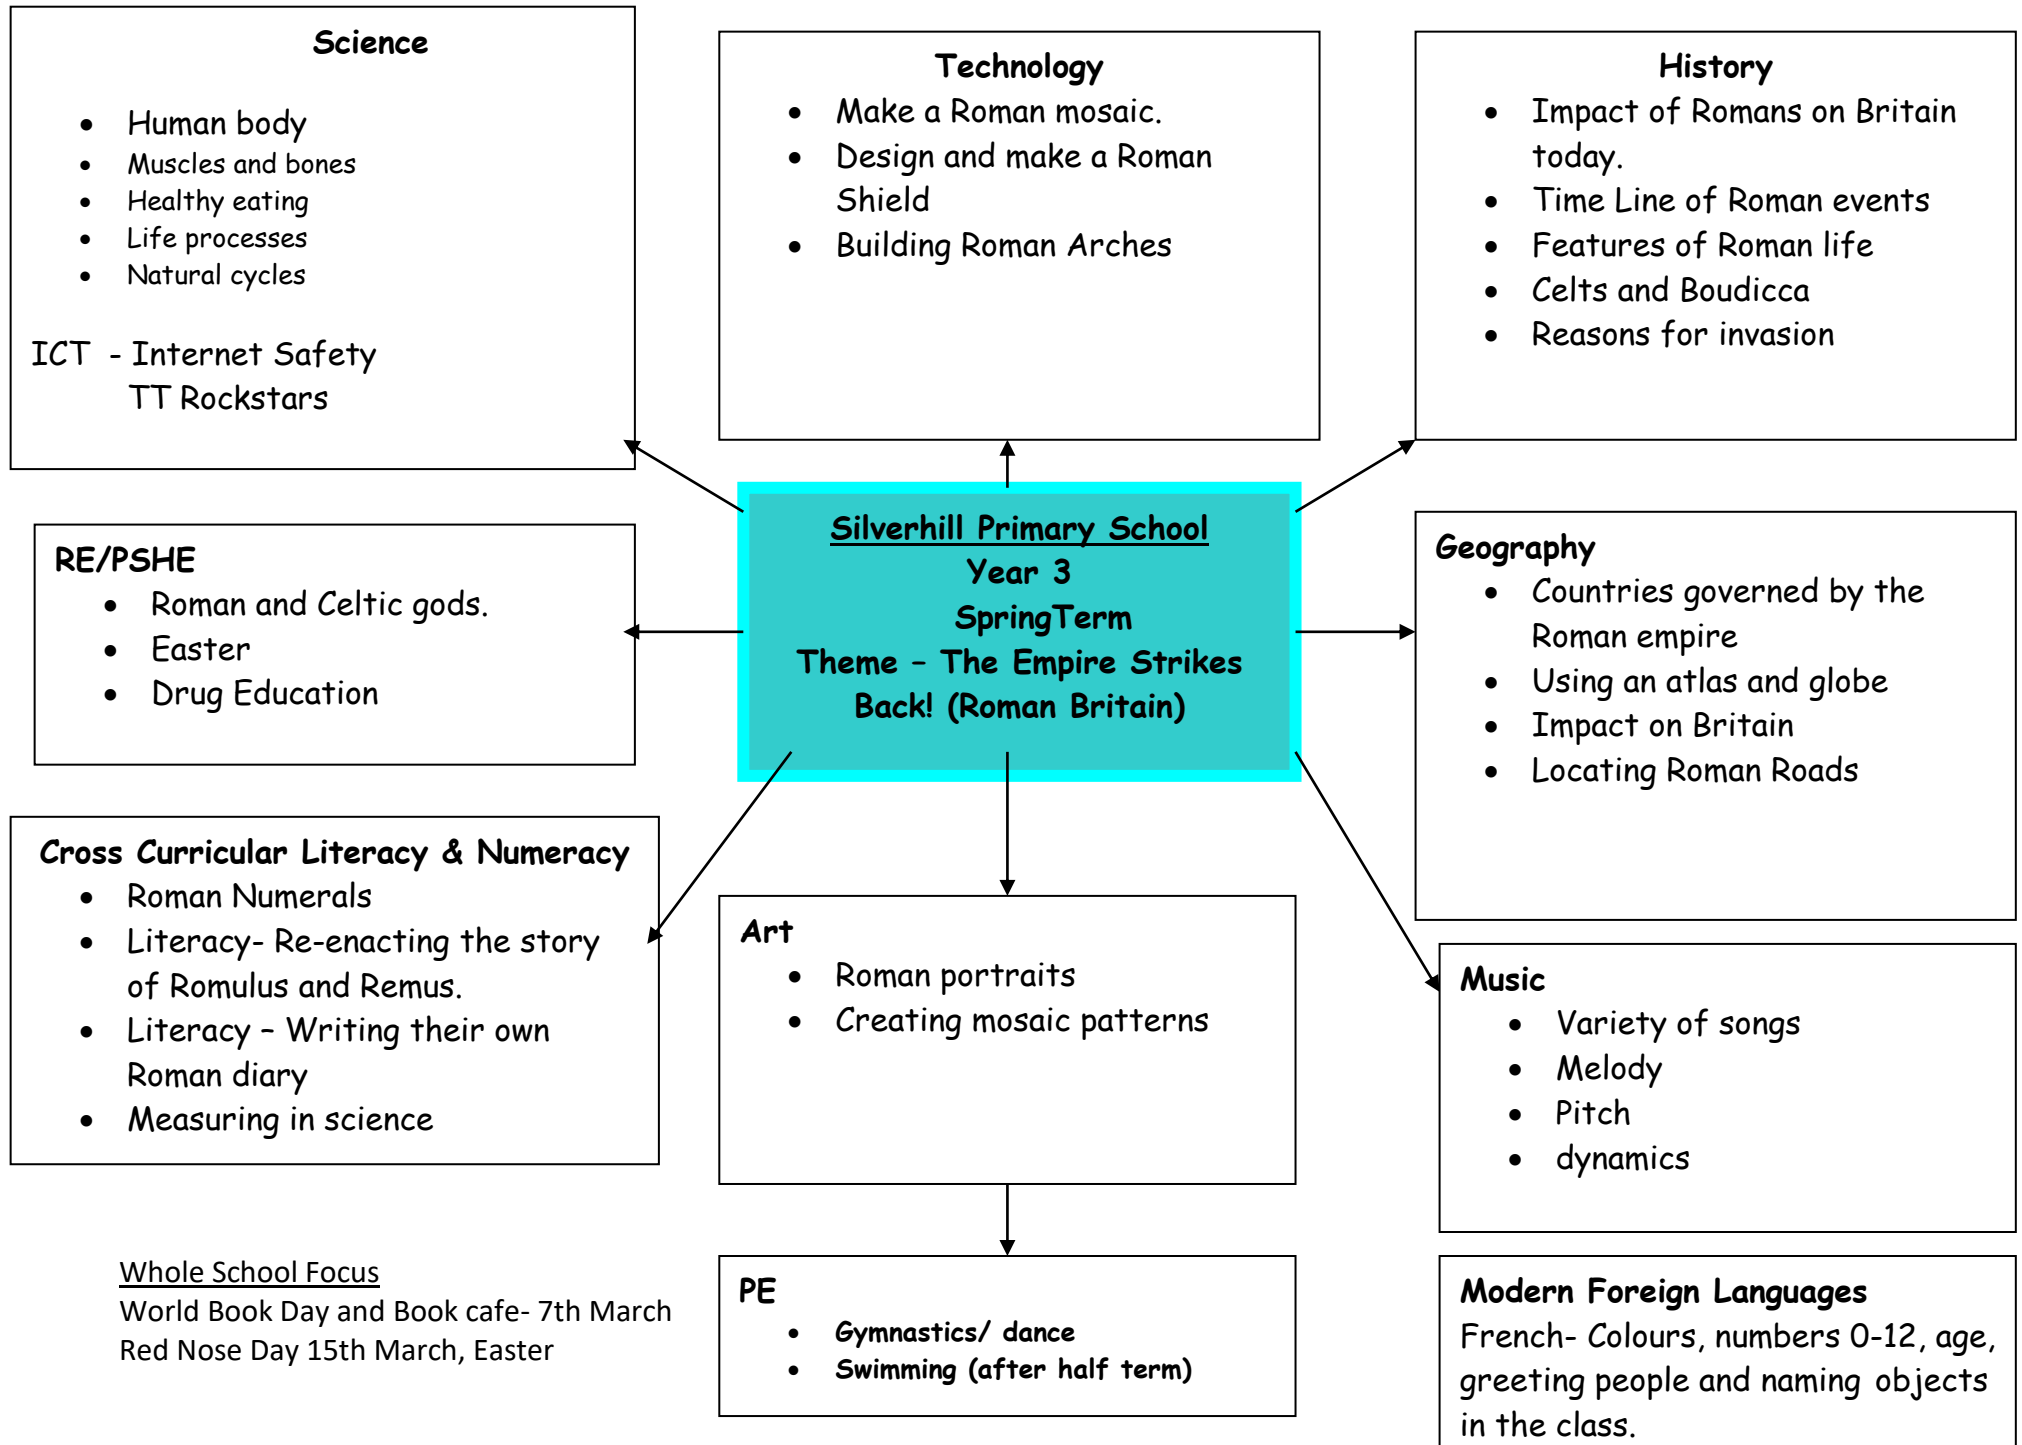 Science
• Human body
• Muscles and bones
• Healthy eating
• Life processes
• Natural cycles
ICT - Internet Safety
TT Rockstars
Technology
• Make a Roman mosaic.
• Design and make a Roman
Shield
• Building Roman Arches
History
• Impact of Romans on Britain
today.
• Time Line of Roman events
• Features of Roman life
• Celts and Boudicca
• Reasons for invasion
RE/PSHE
• Roman and Celtic gods.
• Easter
• Drug Education
Silverhill Primary School
Year 3
SpringTerm
Theme – The Empire Strikes
Back! (Roman Britain)
Geography
• Countries governed by the
Roman empire
• Using an atlas and globe
• Impact on Britain
• Locating Roman Roads
Cross Curricular Literacy & Numeracy
• Roman Numerals
• Literacy- Re-enacting the story
of Romulus and Remus.
• Literacy – Writing their own
Roman diary
• Measuring in science
Art
• Roman portraits
• Creating mosaic patterns
Music
• Variety of songs
• Melody
• Pitch
• dynamics
Whole School Focus
World Book Day and Book cafe- 7th March
Red Nose Day 15th March, Easter
PE
• Gymnastics/ dance
• Swimming (after half term)
Modern Foreign Languages
French- Colours, numbers 0-12, age,
greeting people and naming objects
in the class.